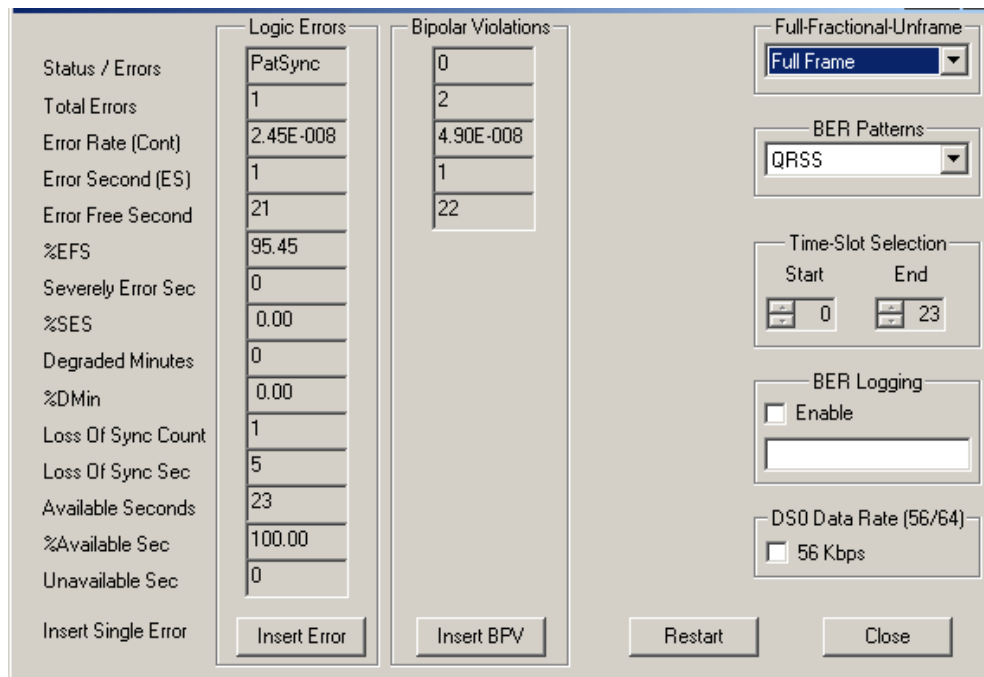 Logic Errors Bipolar Violations Full-Fractional-Unframe
Status / Errors PatSync 0 Full Frame
Total Errors 1 2
Error Rate (Cont) 2.45E-008 4.90E-008 BER Patterns
Error Second (ES) 1 1 QRSS
Error Free Second 21 22
%EFS 95.45 Time-Slot Selection
Severely Error Sec 0 Start End
%SES 0.00 0 23
Degraded Minutes 0
%DMin 0.00 BER Logging
Loss Of Sync Count 1 Enable
Loss Of Sync Sec 5
Available Seconds 23 DS0 Data Rate (56/64)
%Available Sec 100.00 56 Kbps
Unavailable Sec 0
Insert Single Error Insert Error Insert BPV Restart Close